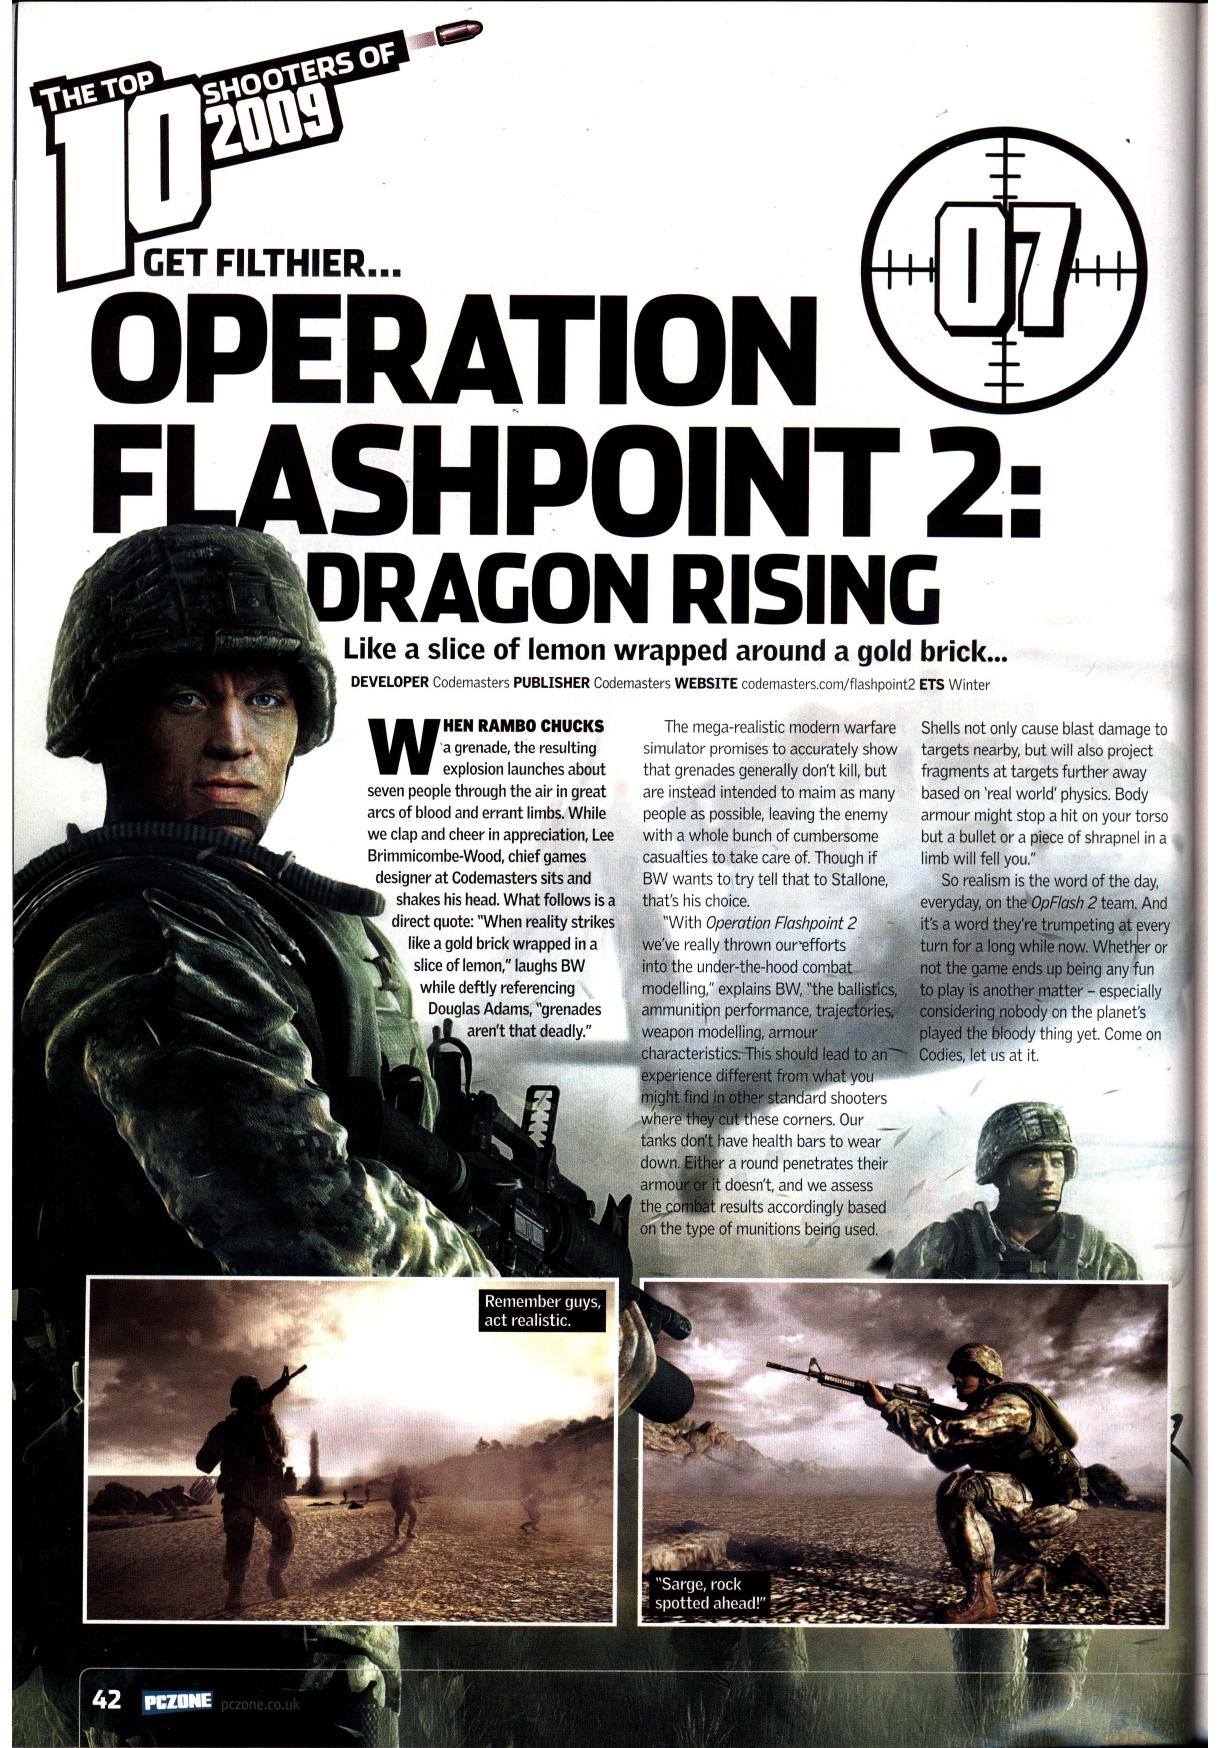 THE TOP
10
SHOOTERS OF
2009
07
GET FILTHIER...
OPERATION
FLASHPOINT 2:
DRAGON RISING
Like a slice of lemon wrapped around a gold brick...
DEVELOPER Codemasters PUBLISHER Codemasters WEBSITE codemasters.com/flashpoint2 ETS Winter
WHEN RAMBO CHUCKS
a grenade, the resulting
explosion launches about
seven people through the air in great
arcs of blood and errant limbs. While
we clap and cheer in appreciation, Lee
Brimmicombe-Wood, chief games
designer at Codemasters sits and
shakes his head. What follows is a
direct quote: "When reality strikes
like a gold brick wrapped in a
slice of lemon," laughs BW
while deftly referencing
Douglas Adams, "grenades
aren't that deadly."
The mega-realistic modern warfare
simulator promises to accurately show
that grenades generally don't kill, but
are instead intended to maim as many
people as possible, leaving the enemy
with a whole bunch of cumbersome
casualties to take care of. Though if
BW wants to try tell that to Stallone,
that's his choice.
"With Operation Flashpoint 2
we've really thrown our efforts
into the under-the-hood combat
modelling," explains BW, "the ballistics,
ammunition performance, trajectories,
weapon modelling, armour
characteristics. This should lead to an
experience different from what you
might find in other standard shooters
where they cut these corners. Our
tanks don't have health bars to wear
down. Either a round penetrates their
armour or it doesn't, and we assess
the combat results accordingly based
on the type of munitions being used.
Shells not only cause blast damage to
targets nearby, but will also project
fragments at targets further away
based on 'real world' physics. Body
armour might stop a hit on your torso
but a bullet or a piece of shrapnel in a
limb will fell you."
So realism is the word of the day,
everyday, on the OpFlash 2 team. And
it's a word they're trumpeting at every
turn for a long while now. Whether or
not the game ends up being any fun
to play is another matter – especially
considering nobody on the planet's
played the bloody thing yet. Come on
Codies, let us at it.
Remember guys,
act realistic.
"Sarge, rock
spotted ahead!"
42 PCZONE pczone.co.uk